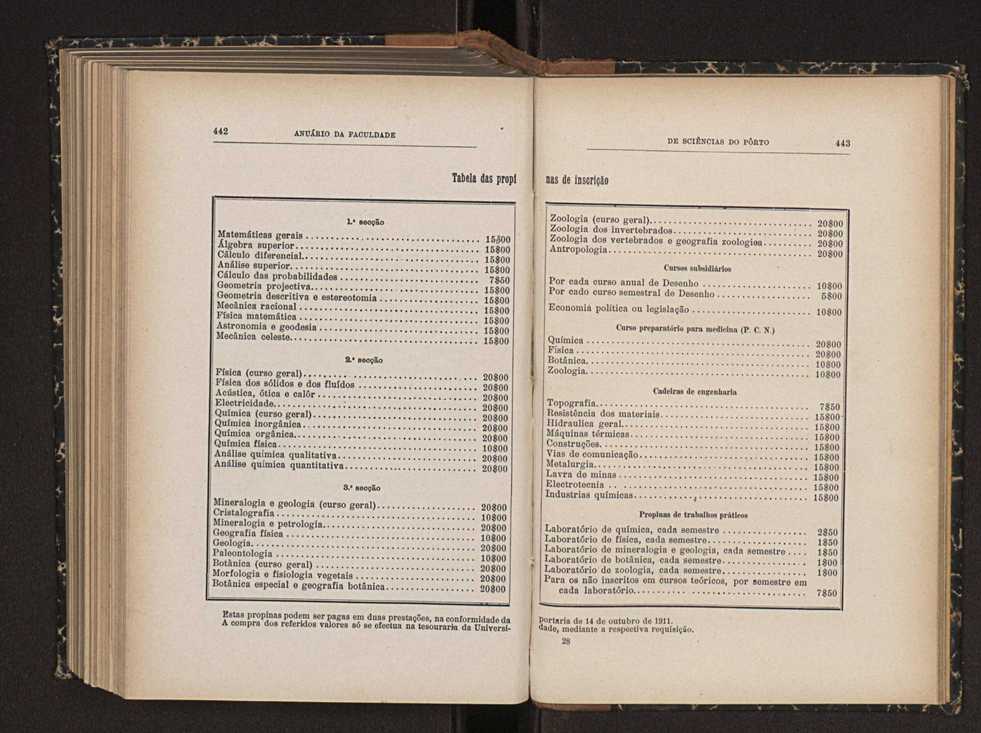 442 ANUÁRIO DA FACULDADE
Tabela das propi
1.ª secção
Matemáticas gerais 15$00
Álgebra superior 15$00
Cálculo diferencial 15$00
Análise superior 15$00
Cálculo das probabilidades 7$50
Geometria projectiva 15$00
Geometria descritiva e estereotomia 15$00
Mecânica racional 15$00
Física matemática 15$00
Astronomia e geodesia 15$00
Mecânica celeste 15$00
2.ª secção
Física (curso geral) 20$00
Física dos sólidos e dos fluídos 20$00
Acústica, ótica e calôr 20$00
Electricidade 20$00
Química (curso geral) 20$00
Química inorgânica 20$00
Química orgânica 20$00
Química física 10$00
Análise química qualitativa 20$00
Análise química quantitativa 20$00
3.ª secção
Mineralogia e geologia (curso geral) 20$00
Cristalografia 10$00
Mineralogia e petrologia 20$00
Geografia física 10$00
Geologia 20$00
Paleontologia 10$00
Botânica (curso geral) 20$00
Morfologia e fisiologia vegetais 20$00
Botânica especial e geografia botânica 20$00
Estas propinas podem ser pagas em duas prestações, na conformidade da
A compra dos referidos valores só se efectua na tesouraria da Universi-
DE SCIÊNCIAS DO PÔRTO 443
nas de inscrição
Zoologia (curso geral) 20$00
Zoologia dos invertebrados 20$00
Zoologia dos vertebrados e geografia zoologica 20$00
Antropologia 20$00
Cursos subsidiários
Por cada curso anual de Desenho 10$00
Por cado curso semestral de Desenho 5$00
Economia política ou legislação 10$00
Curso preparatório para medicina (P. C. N.)
Química 20$00
Física 20$00
Botânica 10$00
Zoologia 10$00
Cadeiras de engenharia
Topografia 7$50
Resistência dos materiais 15$00
Hidraulica geral 15$00
Máquinas térmicas 15$00
Construções 15$00
Vias de comunicação 15$00
Metalurgia 15$00
Lavra de minas 15$00
Electrotecnia 15$00
Industrias químicas 15$00
Propinas de trabalhos práticos
Laboratório de química, cada semestre 2$50
Laboratório de física, cada semestre 1$50
Laboratório de mineralogia e geologia, cada semestre 1$50
Laboratório de botânica, cada semestre 1$00
Laboratório de zoologia, cada semestre 1$00
Para os não inscritos em cursos teóricos, por semestre em
cada laboratório 7$50
portaria de 14 de outubro de 1911.
dade, mediante a respectiva requisição.
28